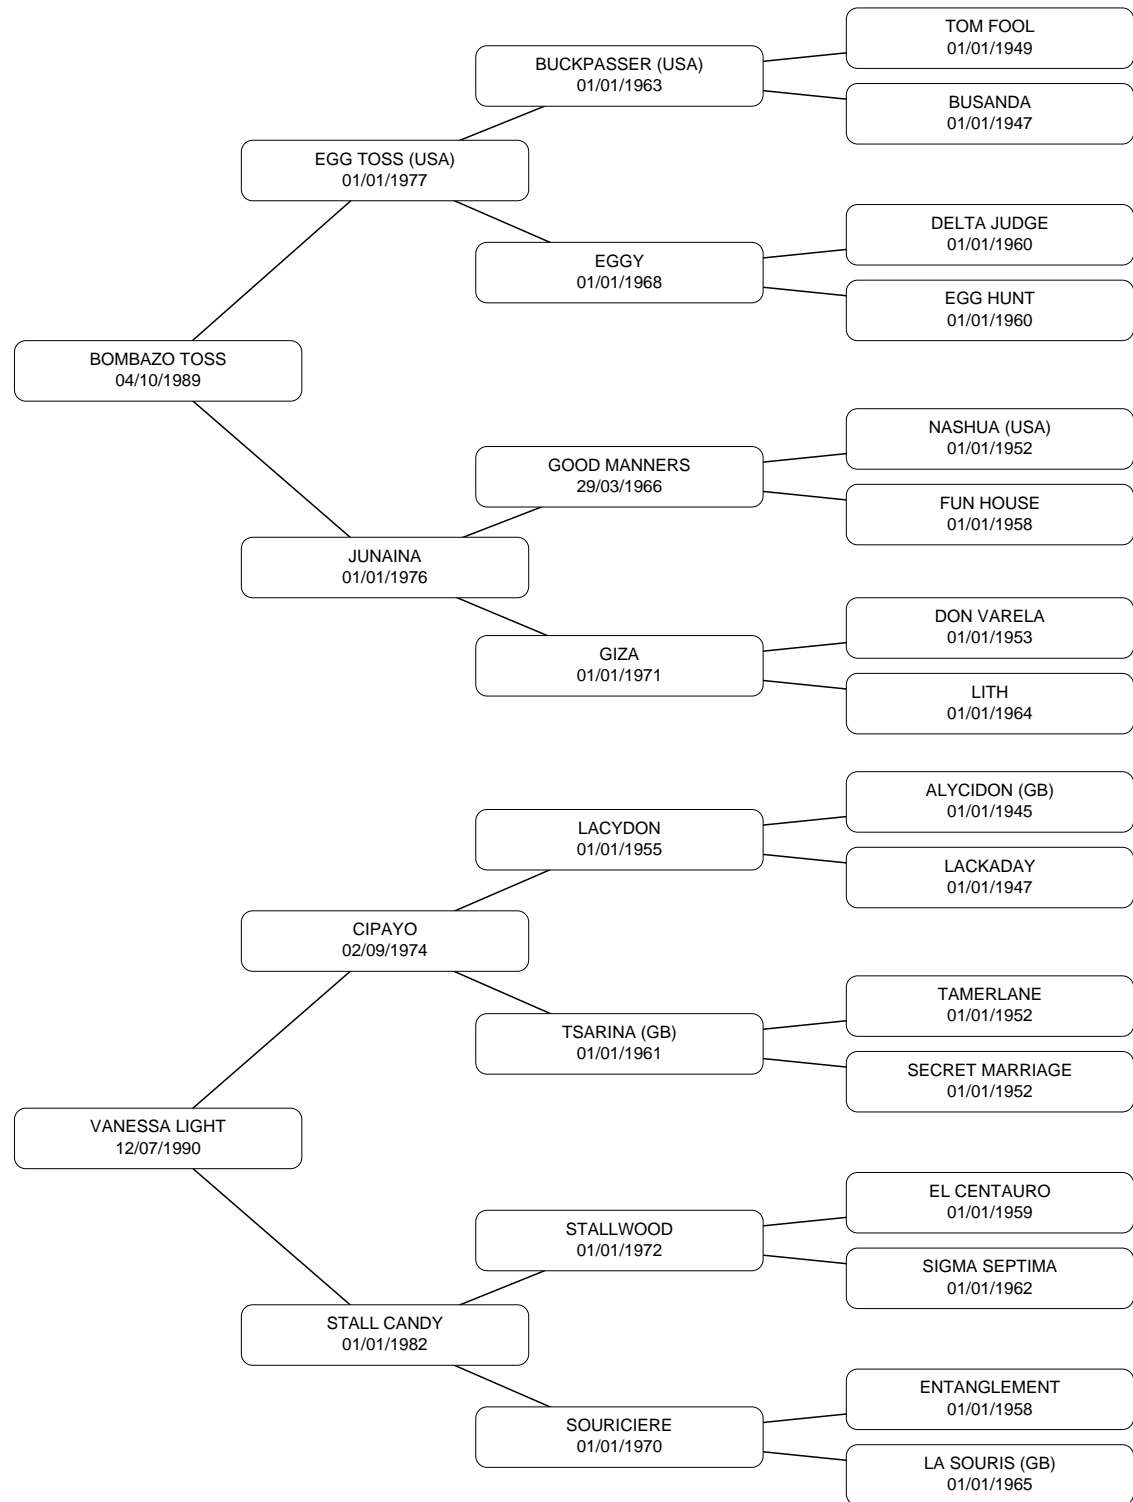 TOM FOOL
01/01/1949
BUCKPASSER (USA)
01/01/1963
BUSANDA
01/01/1947
EGG TOSS (USA)
01/01/1977
DELTA JUDGE
01/01/1960
EGGY
01/01/1968
EGG HUNT
01/01/1960
BOMBAZO TOSS
04/10/1989
NASHUA (USA)
01/01/1952
GOOD MANNERS
29/03/1966
FUN HOUSE
01/01/1958
JUNAINA
01/01/1976
DON VARELA
01/01/1953
GIZA
01/01/1971
LITH
01/01/1964
ALYCIDON (GB)
01/01/1945
LACYDON
01/01/1955
LACKADAY
01/01/1947
CIPAYO
02/09/1974
TAMERLANE
01/01/1952
TSARINA (GB)
01/01/1961
SECRET MARRIAGE
01/01/1952
VANESSA LIGHT
12/07/1990
EL CENTAURO
01/01/1959
STALLWOOD
01/01/1972
SIGMA SEPTIMA
01/01/1962
STALL CANDY
01/01/1982
ENTANGLEMENT
01/01/1958
SOURICIERE
01/01/1970
LA SOURIS (GB)
01/01/1965